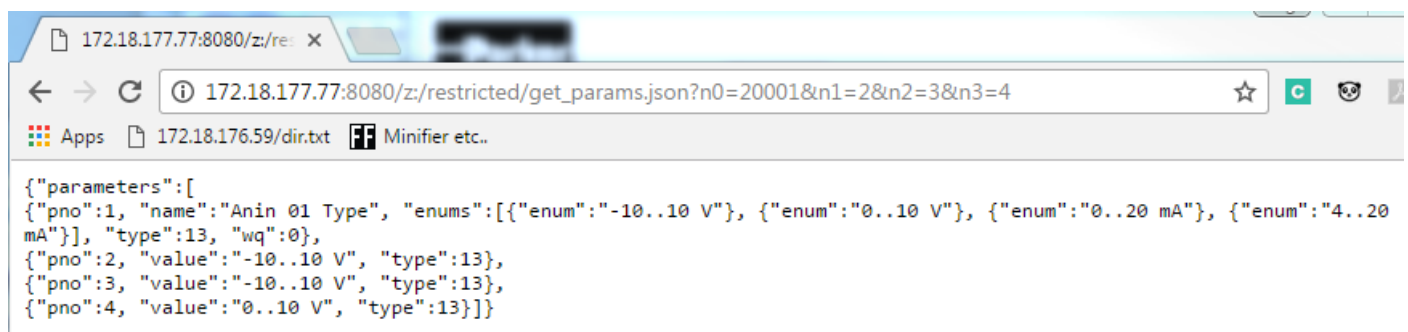 172.18.177.77:8080/z:/re
172.18.177.77:8080/z:/restricted/get_params.json?n0=20001&n1=2&n2=3&n3=4
Apps 172.18.176.59/dir.txt FF Minifier etc..
{"parameters":[
{"pno":1, "name":"Anin 01 Type", "enums":[{"enum":"-10..10 V"}, {"enum":"0..10 V"}, {"enum":"0..20 mA"}, {"enum":"4..20
mA"}], "type":13, "wq":0},
{"pno":2, "value":"-10..10 V", "type":13},
{"pno":3, "value":"-10..10 V", "type":13},
{"pno":4, "value":"0..10 V", "type":13}]}